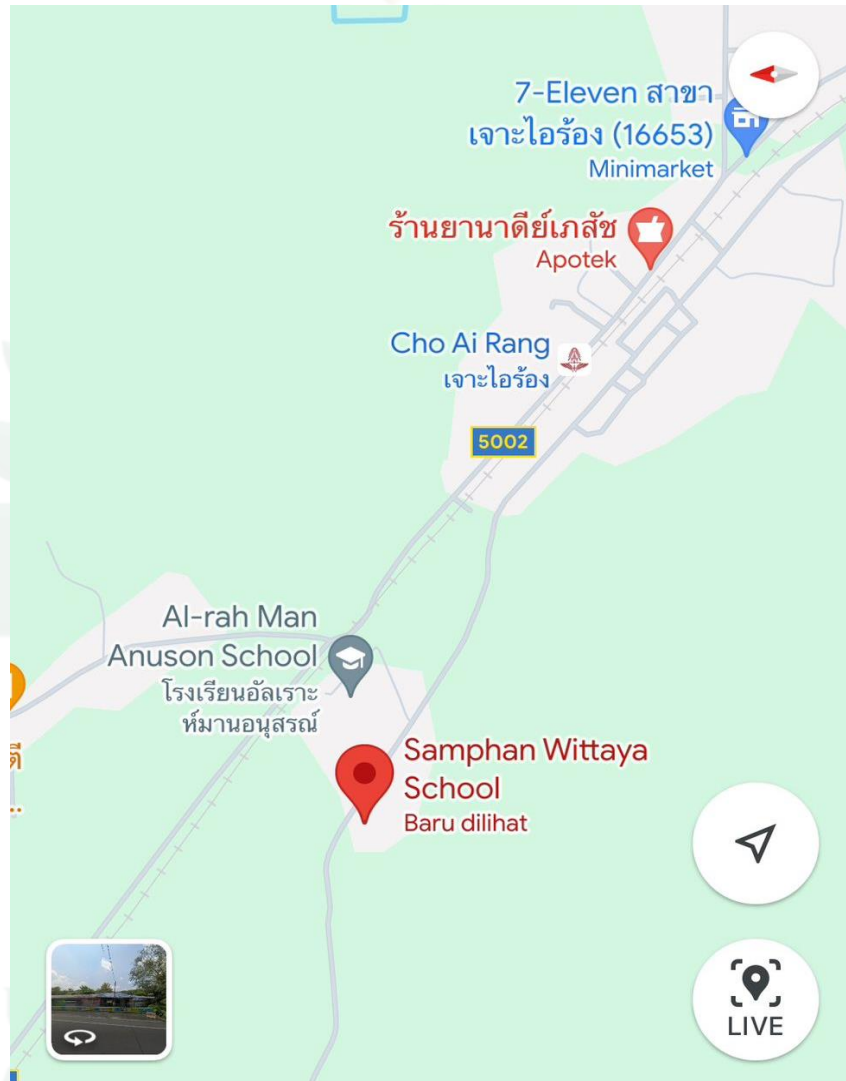 7-Eleven สาขา
เจาะไอร้อง (16653)
Minimarket
ร้านยานาดีย์เภสัช
Apotek
Cho Ai Rang
เจาะไอร้อง
5002
Al-rah Man
Anuson School
โรงเรียนอัลเราะ
ห์มานอนุสรณ์
Samphan Wittaya
School
Baru dilihat
LIVE